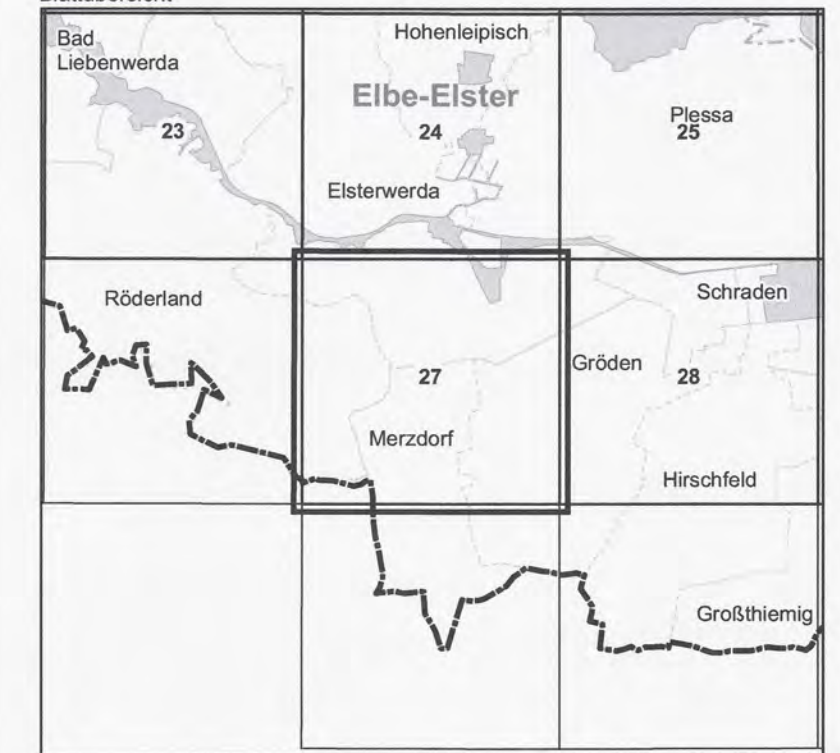 Bad
Liebenwerda
Hohenleipisch
Elbe-Elster
Plessa
23
24
25
Elsterwerda
Röderland
Schraden
Gröden
27
28
Merzdorf
Hirschfeld
Großthiemig